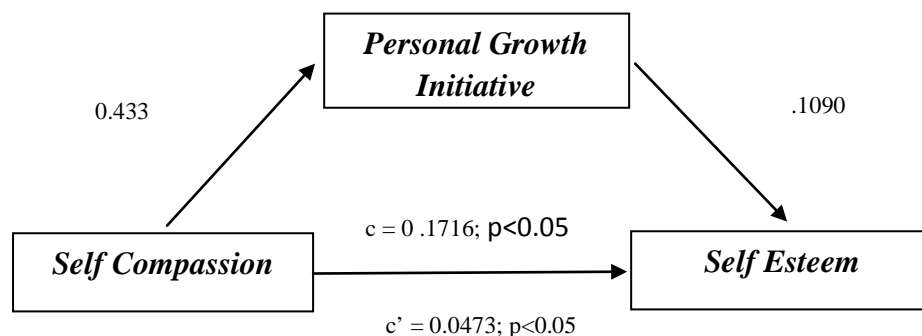 Personal Growth
Initiative
0.433
.1090
c = 0 .1716; p<0.05
Self Compassion
Self Esteem
c’ = 0.0473; p<0.05